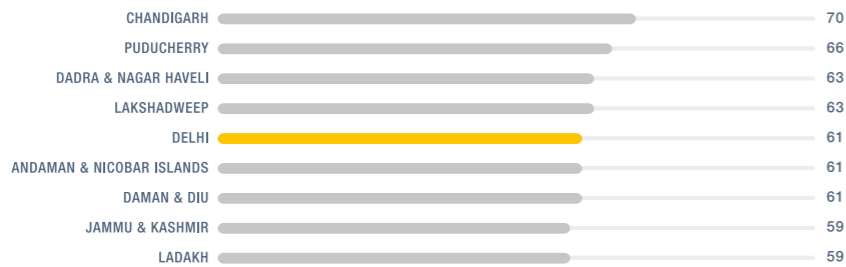 CHANDIGARH 70
PUDUCHERRY 66
DADRA & NAGAR HAVELI 63
LAKSHADWEEP 63
DELHI 61
ANDAMAN & NICOBAR ISLANDS 61
DAMAN & DIU 61
JAMMU & KASHMIR 59
LADAKH 59